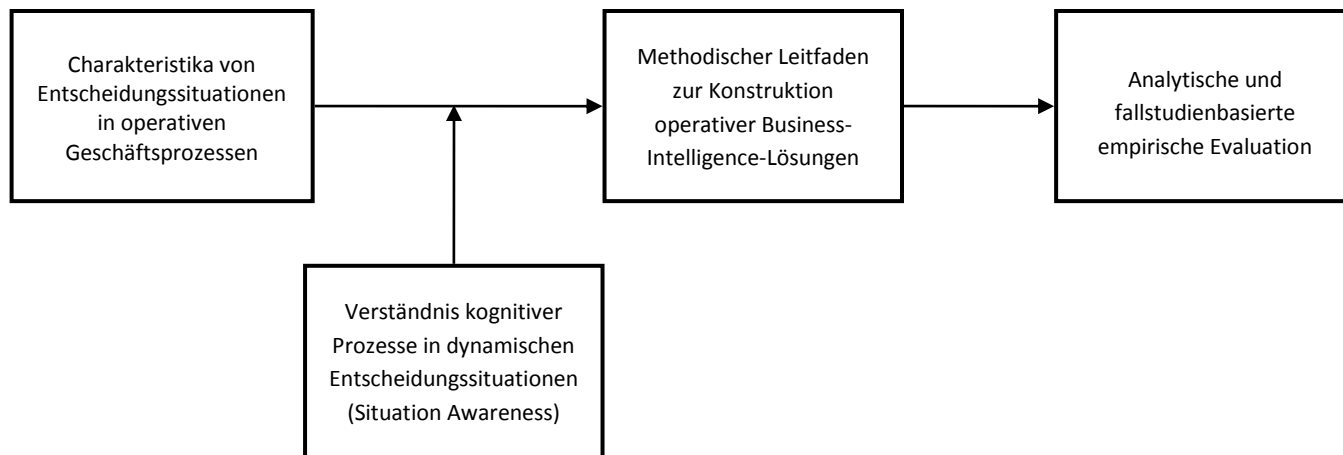 Charakteristika von
Entscheidungssituationen
in operativen
Geschäftsprozessen
Methodischer Leitfaden
zur Konstruktion
operativer Business-
Intelligence-Lösungen
Analytische und
fallstudienbasierte
empirische Evaluation
Verständnis kognitiver
Prozesse in dynamischen
Entscheidungssituationen
(Situation Awareness)